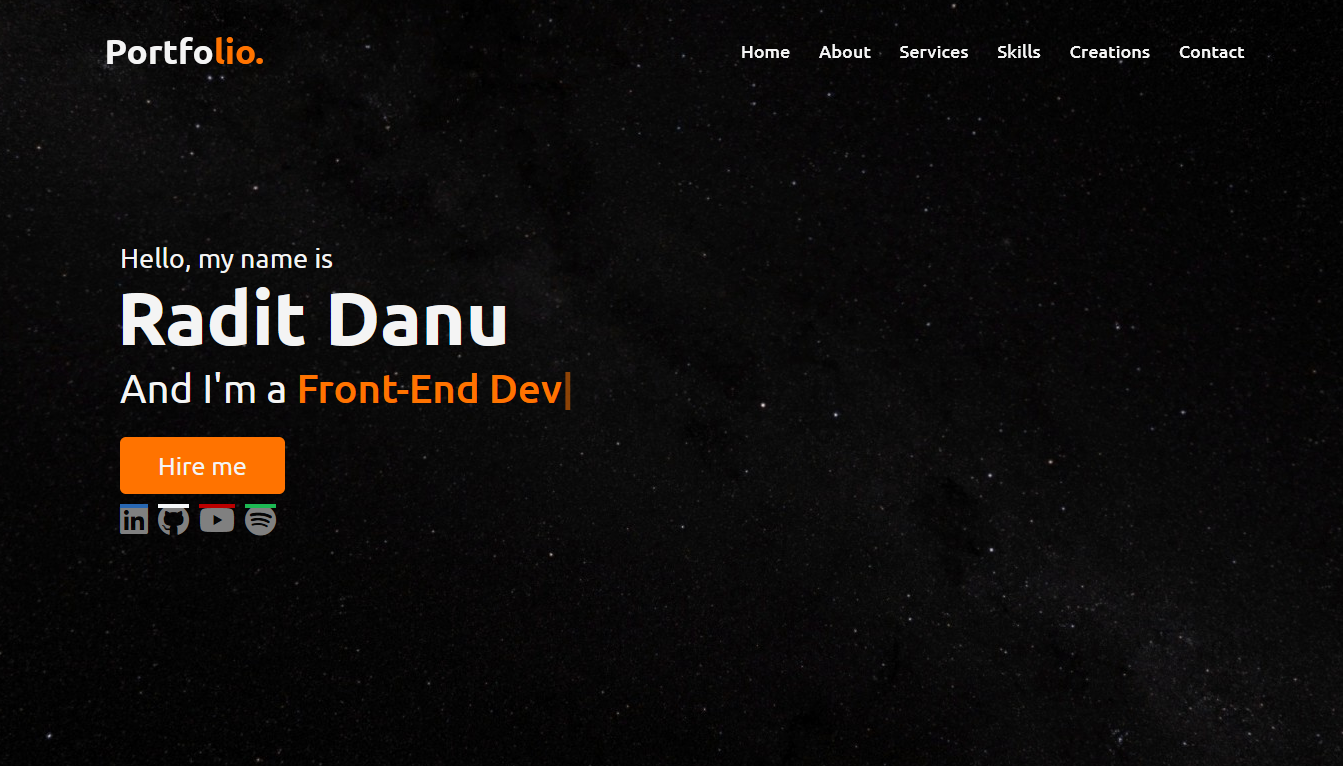 Portfolio.
Home About Services Skills Creations Contact
Hello, my name is
Radit Danu
And I'm a Front-End Dev|
Hire me
in